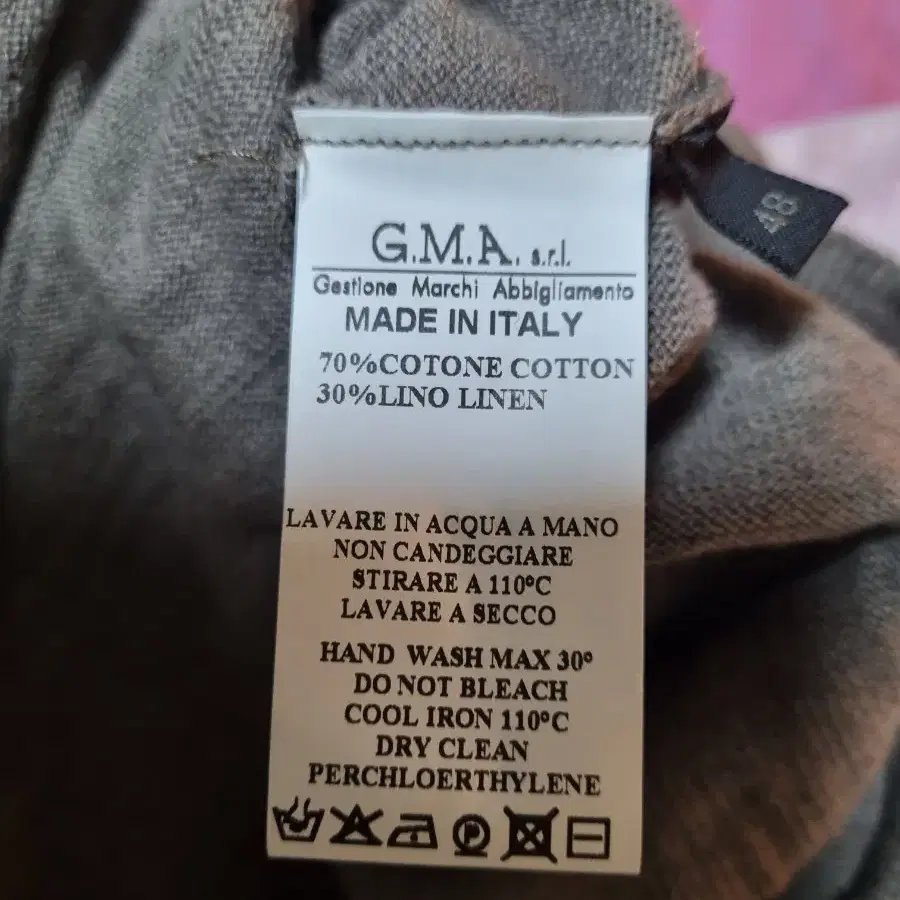 G.M.A. s.r.l.
Gestione Marchi Abbigliamento
MADE IN ITALY
70%COTONE COTTON
30%LINO LINEN
LAVARE IN ACQUA A MANO
NON CANDEGGIARE
STIRARE A 110°C
LAVARE A SECCO
HAND WASH MAX 30°
DO NOT BLEACH
COOL IRON 110°C
DRY CLEAN
PERCHLOERTHYLENE
P
48